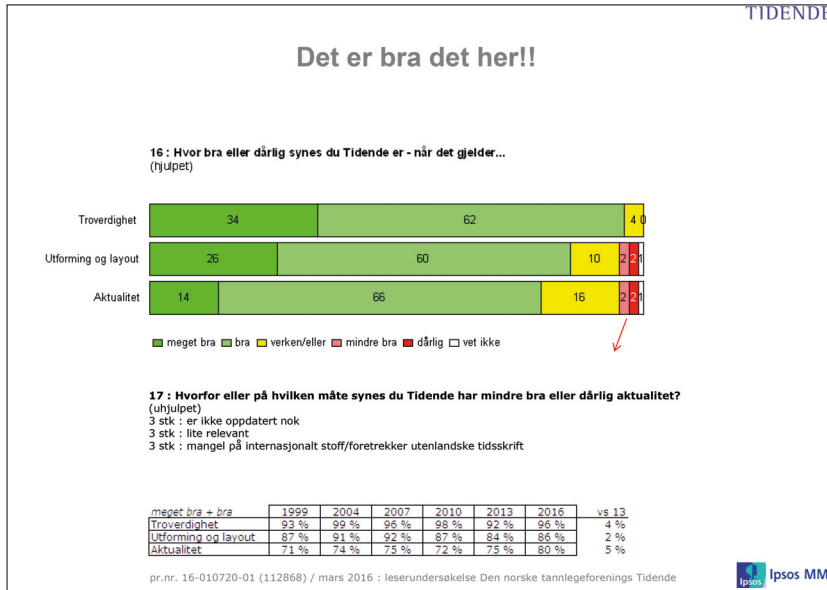 TIDENDE
Det er bra det her!!
16 : Hvor bra eller dårlig synes du Tidende er - når det gjelder...
(hjulpet)
Troverdighet 34 62 4 0
Utforming og layout 26 60 10 2 2 1
Aktualitet 14 66 16 2 2 1
meget bra bra verken/eller mindre bra dårlig vet ikke
17 : Hvorfor eller på hvilken måte synes du Tidende har mindre bra eller dårlig aktualitet?
(uhjulpet)
3 stk : er ikke oppdatert nok
3 stk : lite relevant
3 stk : mangel på internasjonalt stoff/foretrekker utenlandske tidsskrift
meget bra + bra 1999 2004 2007 2010 2013 2016 vs 13
Troverdighet 93 % 99 % 96 % 98 % 92 % 96 % 4 %
Utforming og layout 87 % 91 % 92 % 87 % 84 % 86 % 2 %
Aktualitet 71 % 74 % 75 % 72 % 75 % 80 % 5 %
pr.nr. 16-010720-01 (112868) / mars 2016 : leserundersøkelse Den norske tannlegeforenings Tidende
Ipsos Ipsos MM